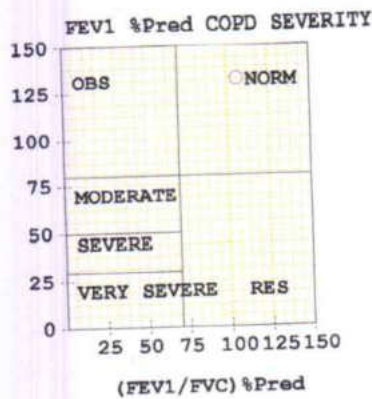 FEV1 %Pred COPD SEVERITY
150
125
100
75
50
25
0
OBS
NORM
MODERATE
SEVERE
VERY SEVERE
RES
25 50 75 100 125 150
(FEV1/FVC)%Pred